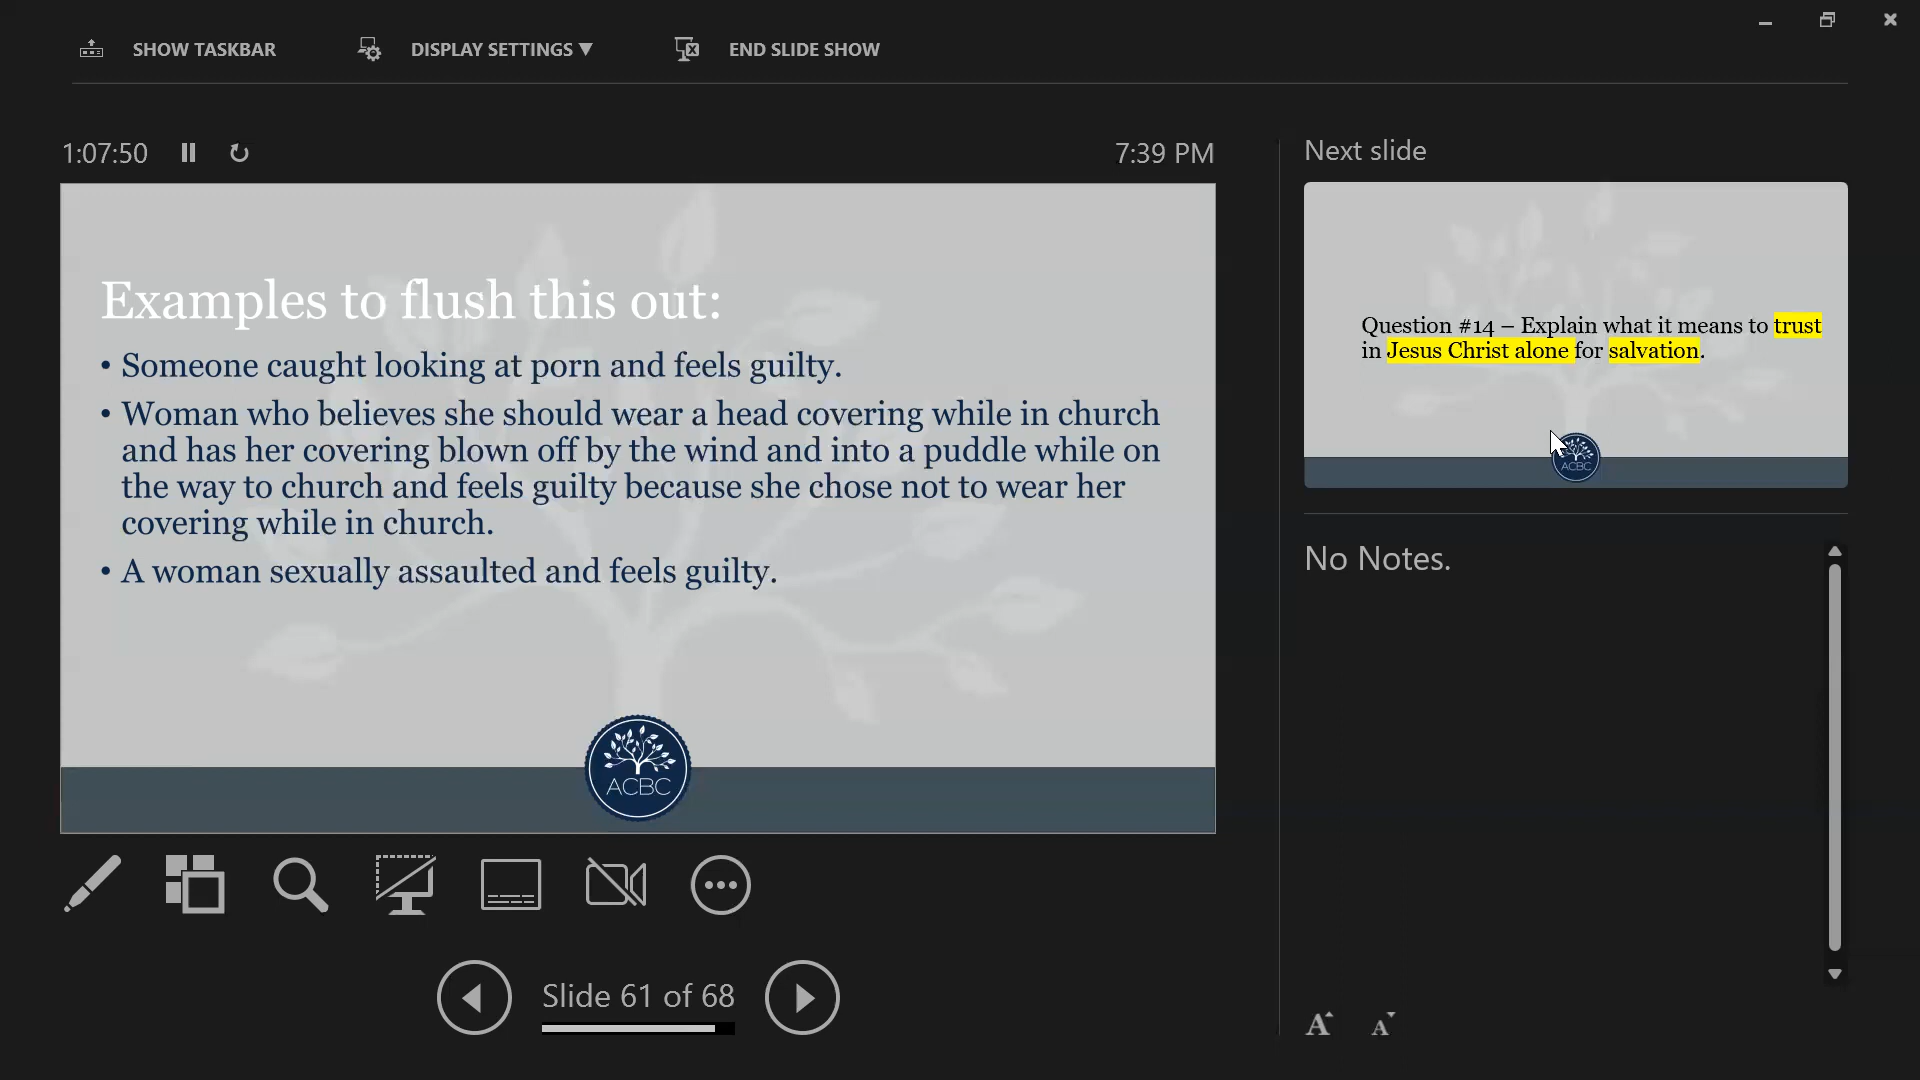 SHOW TASKBAR
DISPLAY SETTINGS ▼
END SLIDE SHOW
1:07:50
7:39 PM
Examples to flush this out:
• Someone caught looking at porn and feels guilty.
• Woman who believes she should wear a head covering while in church
and has her covering blown off by the wind and into a puddle while on
the way to church and feels guilty because she chose not to wear her
covering while in church.
• A woman sexually assaulted and feels guilty.
ACBC
Slide 61 of 68
Next slide
Question #14 – Explain what it means to trust
in Jesus Christ alone for salvation.
ACBC
No Notes.
A A